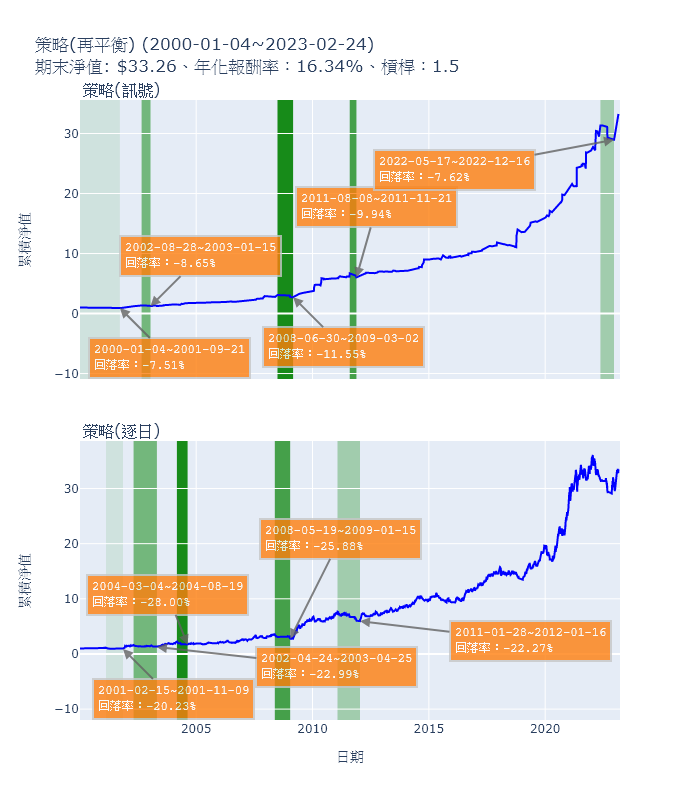 策略(再平衡) (2000-01-04~2023-02-24)
期末淨值: $33.26、年化報酬率：16.34%、槓桿：1.5
策略(訊號)
累積淨值
30
20
10
0
−10
2022-05-17~2022-12-16
回落率：-7.62%
2011-08-08~2011-11-21
回落率：-9.94%
2002-08-28~2003-01-15
回落率：-8.65%
2008-06-30~2009-03-02
回落率：-11.55%
2000-01-04~2001-09-21
回落率：-7.51%
策略(逐日)
累積淨值
30
20
10
0
−10
2008-05-19~2009-01-15
回落率：-25.88%
2004-03-04~2004-08-19
回落率：-28.00%
2011-01-28~2012-01-16
回落率：-22.27%
2002-04-24~2003-04-25
回落率：-22.99%
2001-02-15~2001-11-09
回落率：-20.23%
2005
2010
2015
2020
日期